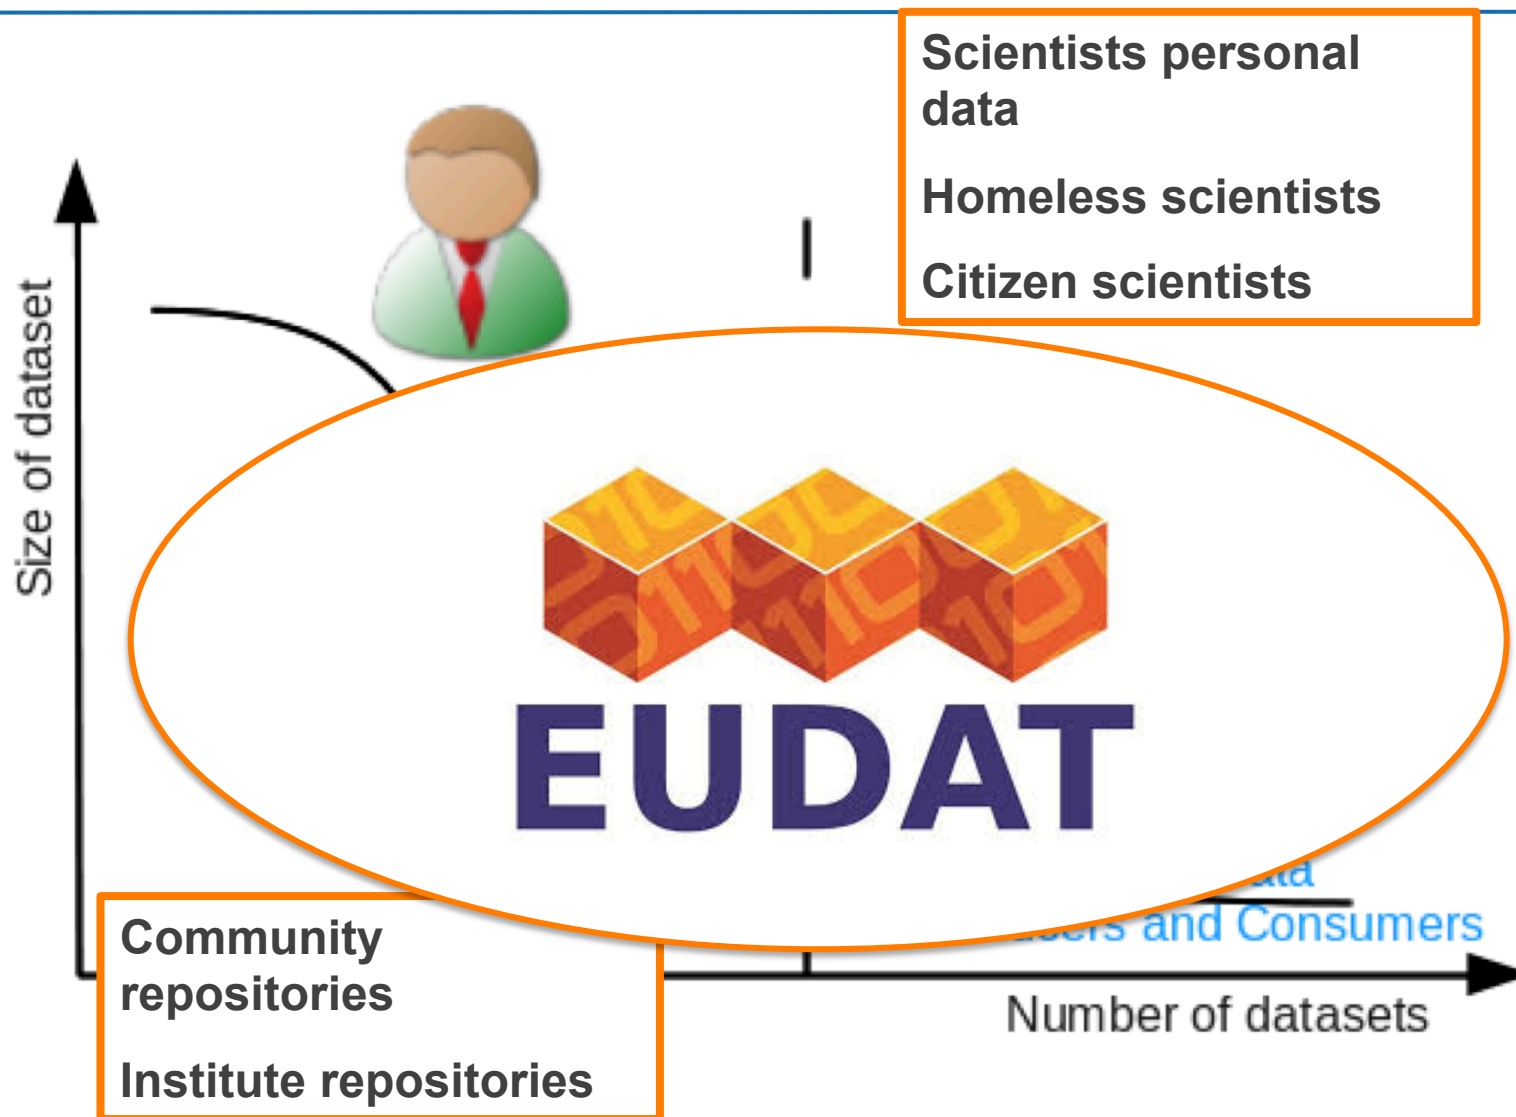 Scientists personal
data
Homeless scientists
Citizen scientists
Size of dataset
EUDAT
and Consumers
Community
repositories
Institute repositories
Number of datasets